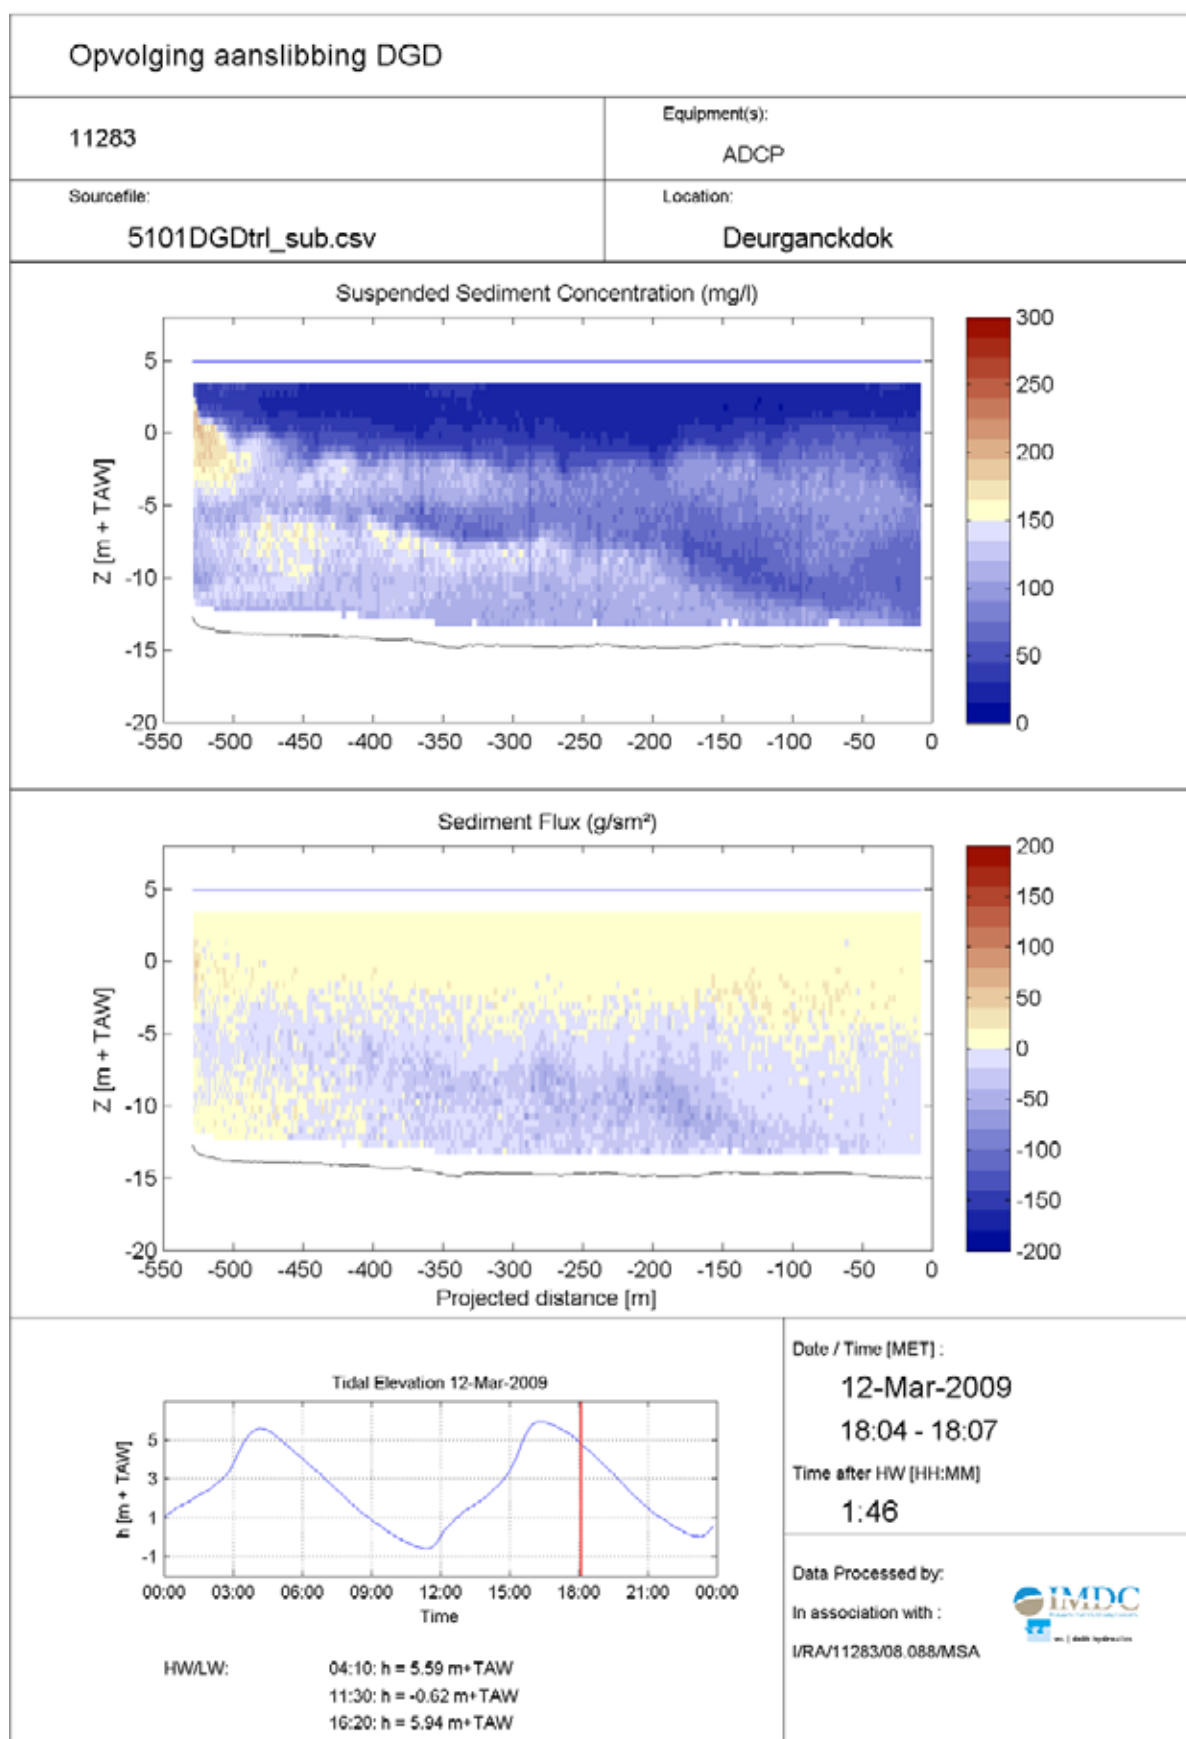 Opvolging aanslibbing DGD
11283
Equipment(s):
ADCP
Sourcefile:
5101DGDtrl_sub.csv
Location:
Deurganckdok
Suspended Sediment Concentration (mg/l)
5
0
-5
-10
-15
-20
Z [m + TAW]
-550 -500 -450 -400 -350 -300 -250 -200 -150 -100 -50 0
300
250
200
150
100
50
0
Sediment Flux (g/sm²)
5
0
-5
-10
-15
-20
Z [m + TAW]
-550 -500 -450 -400 -350 -300 -250 -200 -150 -100 -50 0
Projected distance [m]
200
150
100
50
0
-50
-100
-150
-200
Tidal Elevation 12-Mar-2009
5
3
1
-1
h [m + TAW]
00:00 03:00 06:00 09:00 12:00 15:00 18:00 21:00 00:00
Time
HW/LW:
04:10: h = 5.59 m+TAW
11:30: h = -0.62 m+TAW
16:20: h = 5.94 m+TAW
Date / Time [MET] :
12-Mar-2009
18:04 - 18:07
Time after HW [HH:MM]
1:46
Data Processed by:
In association with :
I/RA/11283/08.088/MSA
IMDC
wl | delft hydraulics